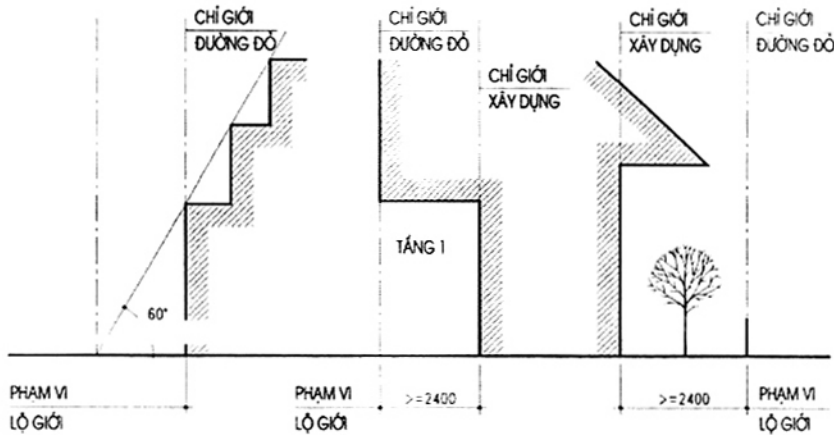 CHỈ GIỚI
ĐƯỜNG ĐỎ
CHỈ GIỚI
ĐƯỜNG ĐỎ
CHỈ GIỚI
XÂY DỰNG
CHỈ GIỚI
XÂY DỰNG
CHỈ GIỚI
ĐƯỜNG ĐỎ
TẦNG 1
60°
PHẠM VI
LỘ GIỚI
PHẠM VI
LỘ GIỚI
>=2400
>=2400
PHẠM VI
LỘ GIỚI